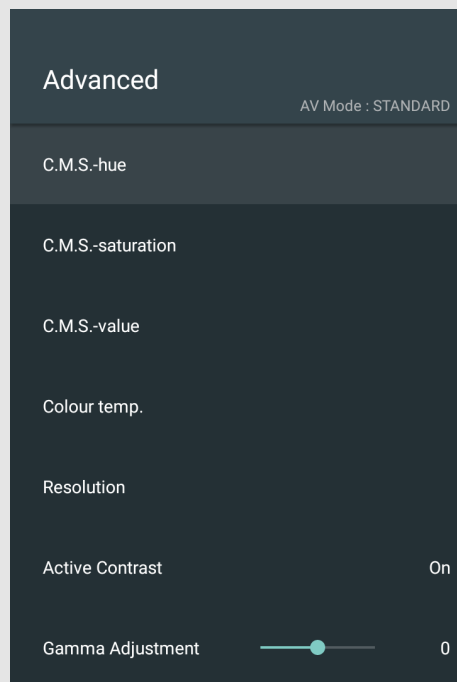 Advanced
AV Mode : STANDARD
C.M.S.-hue
C.M.S.-saturation
C.M.S.-value
Colour temp.
Resolution
Active Contrast On
Gamma Adjustment 0